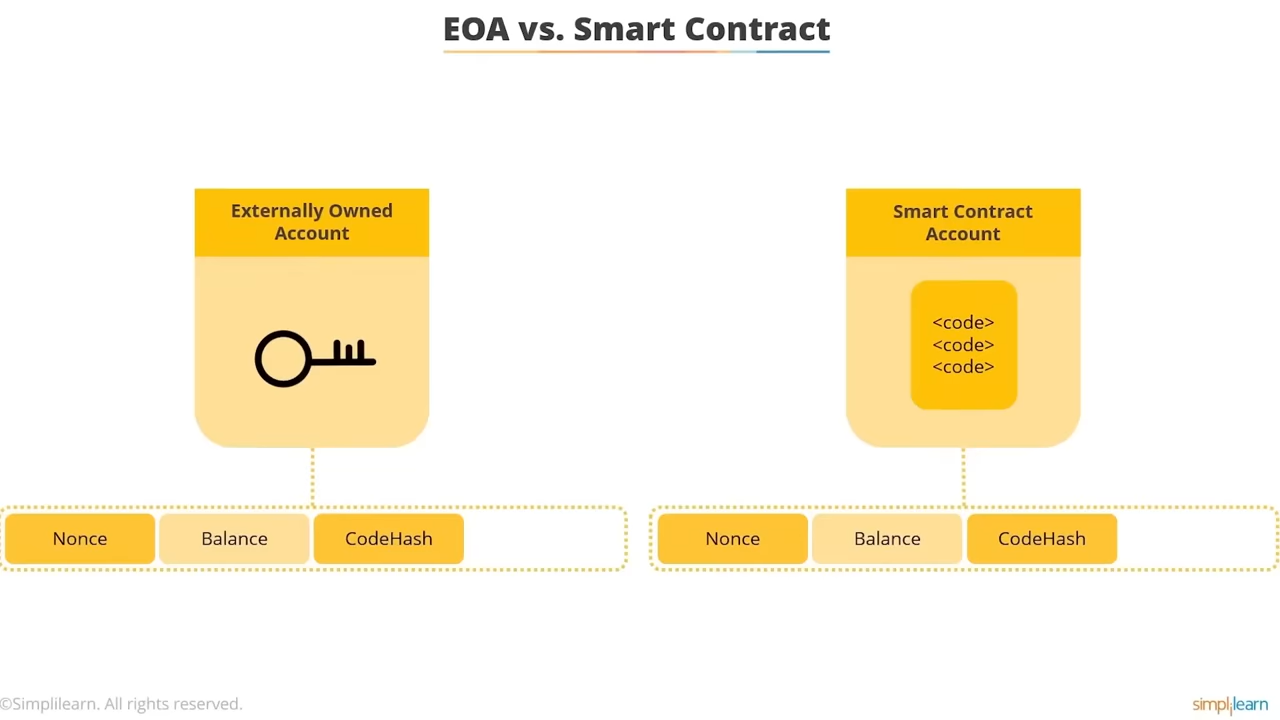 EOA vs. Smart Contract
Externally Owned
Account
Smart Contract
Account
<code>
<code>
<code>
Nonce
Balance
CodeHash
Nonce
Balance
CodeHash
©Simplilearn. All rights reserved.
simplilearn